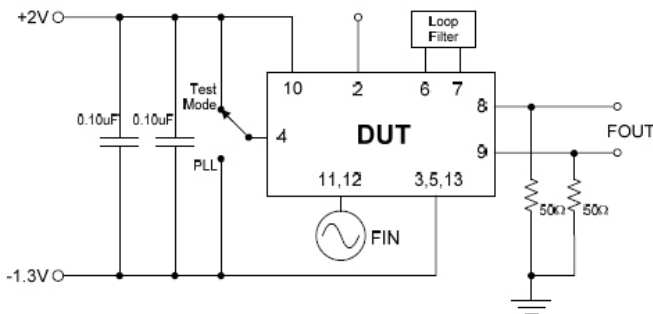 +2V
Loop
Filter
Test
Mode
10
2
6
7
8
0.10uF
0.10uF
4
DUT
FOUT
9
PLL
11,12
3,5,13
50Ω
50Ω
FIN
-1.3V